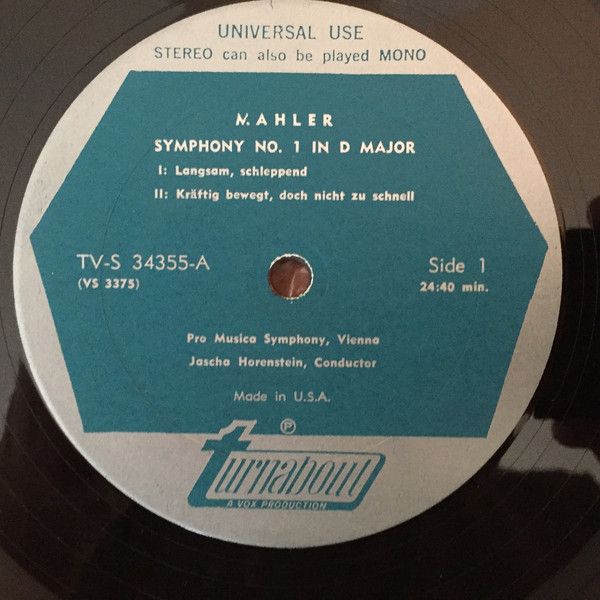 UNIVERSAL USE
STEREO can also be played MONO
MAHLER
SYMPHONY NO. 1 IN D MAJOR
I: Langsam, schleppend
II: Kräftig bewegt, doch nicht zu schnell
TV-S 34355-A
Side 1
(VS 3375)
24:40 min.
Pro Musica Symphony, Vienna
Jascha Horenstein, Conductor
Made in U.S.A.
℗
turnabout
A VOX PRODUCTION